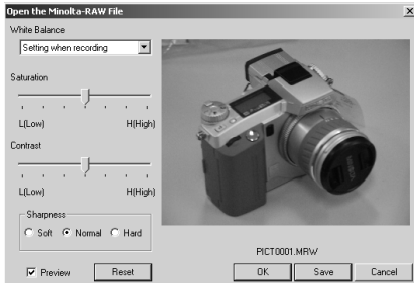 Open the Minolta-RAW File
White Balance
Setting when recording
Saturation
L(Low) H(High)
Contrast
L(Low) H(High)
Sharpness
Soft Normal Hard
PICT0001.MRW
Preview Reset OK Save Cancel